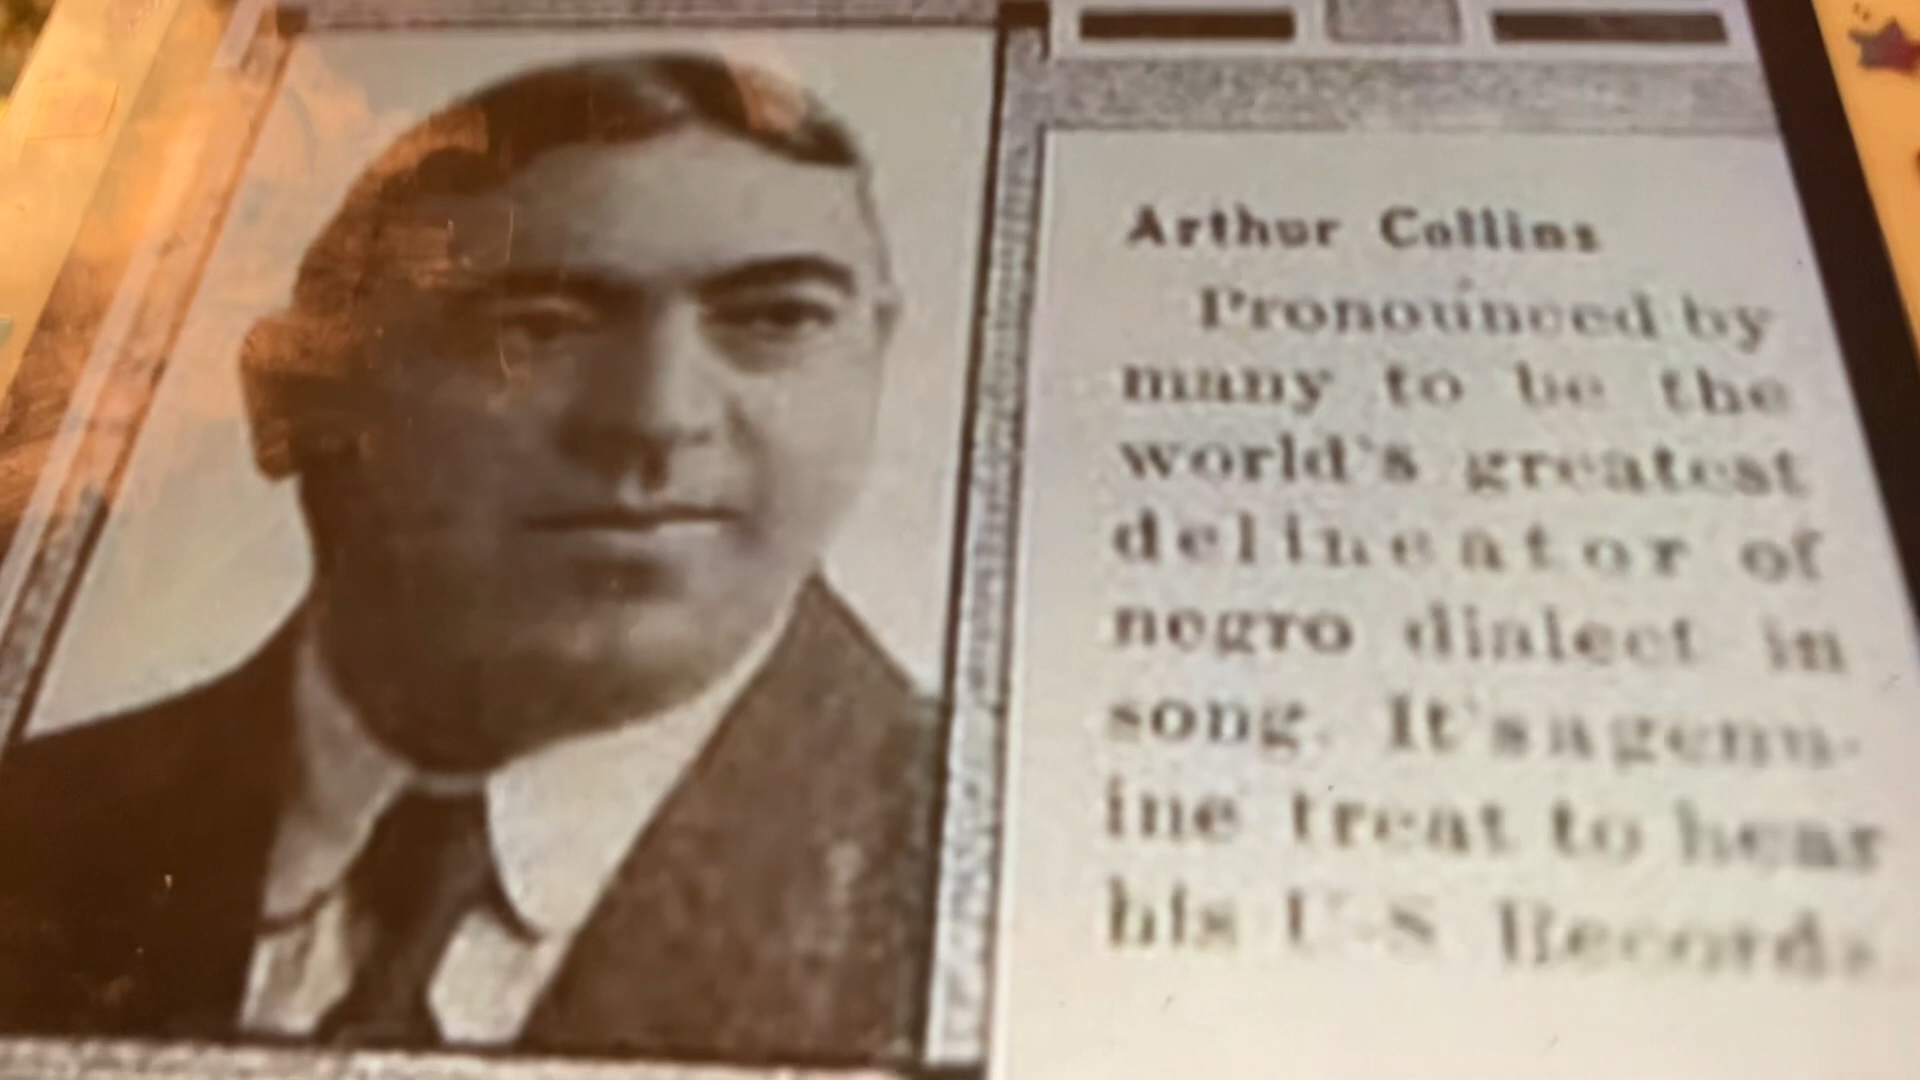 Arthur Collins
Pronounced by
many to be the
world's greatest
delineator of
negro dialect in
song. It's a genu-
ine treat to hear
his U-S Records